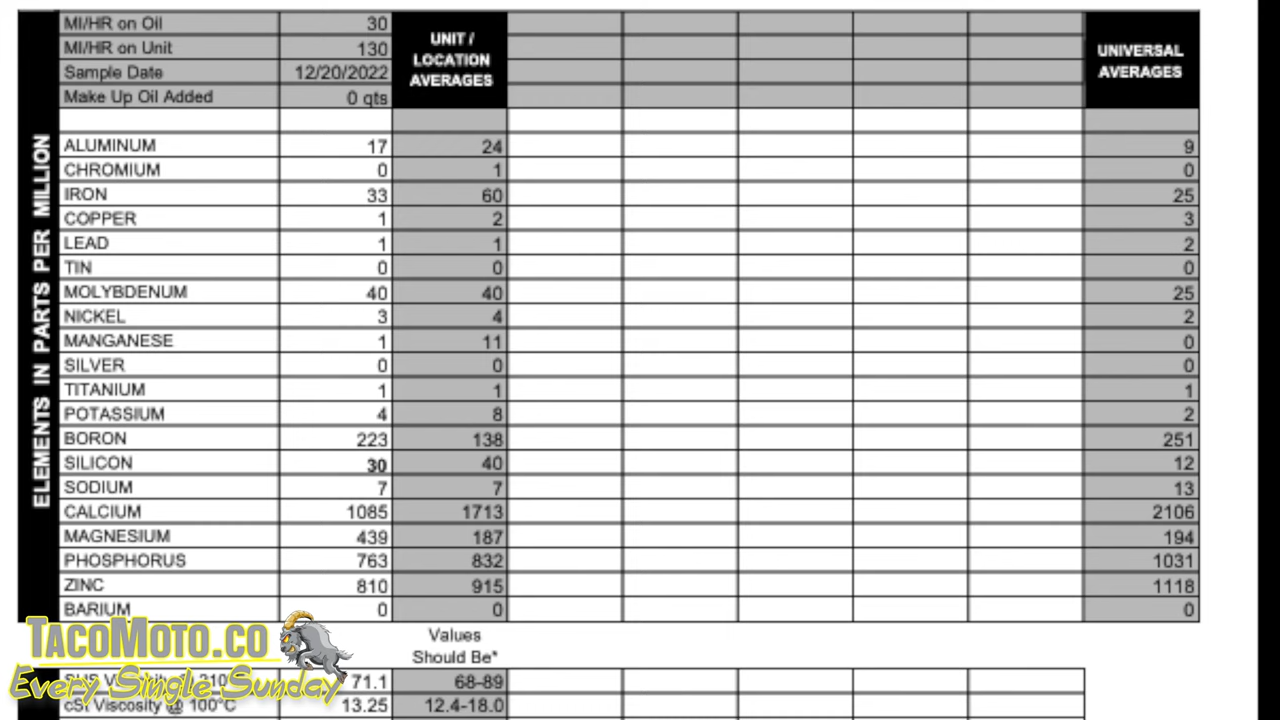 MI/HR on Oil 30 UNIT / LOCATION AVERAGES UNIVERSAL AVERAGES
MI/HR on Unit 130
Sample Date 12/20/2022
Make Up Oil Added 0 qts
ELEMENTS IN PARTS PER MILLION
ALUMINUM 17 24 9
CHROMIUM 0 1 0
IRON 33 60 25
COPPER 1 2 3
LEAD 1 1 2
TIN 0 0 0
MOLYBDENUM 40 40 25
NICKEL 3 4 2
MANGANESE 1 11 0
SILVER 0 0 0
TITANIUM 1 1 1
POTASSIUM 4 8 2
BORON 223 138 251
SILICON 30 40 12
SODIUM 7 7 13
CALCIUM 1085 1713 2106
MAGNESIUM 439 187 194
PHOSPHORUS 763 832 1031
ZINC 810 915 1118
BARIUM 0 0 0
Values
Should Be*
71.1 68-89
cSt Viscosity @ 100°C 13.25 12.4-18.0
TACOMOTO.CO
Every Single Sunday